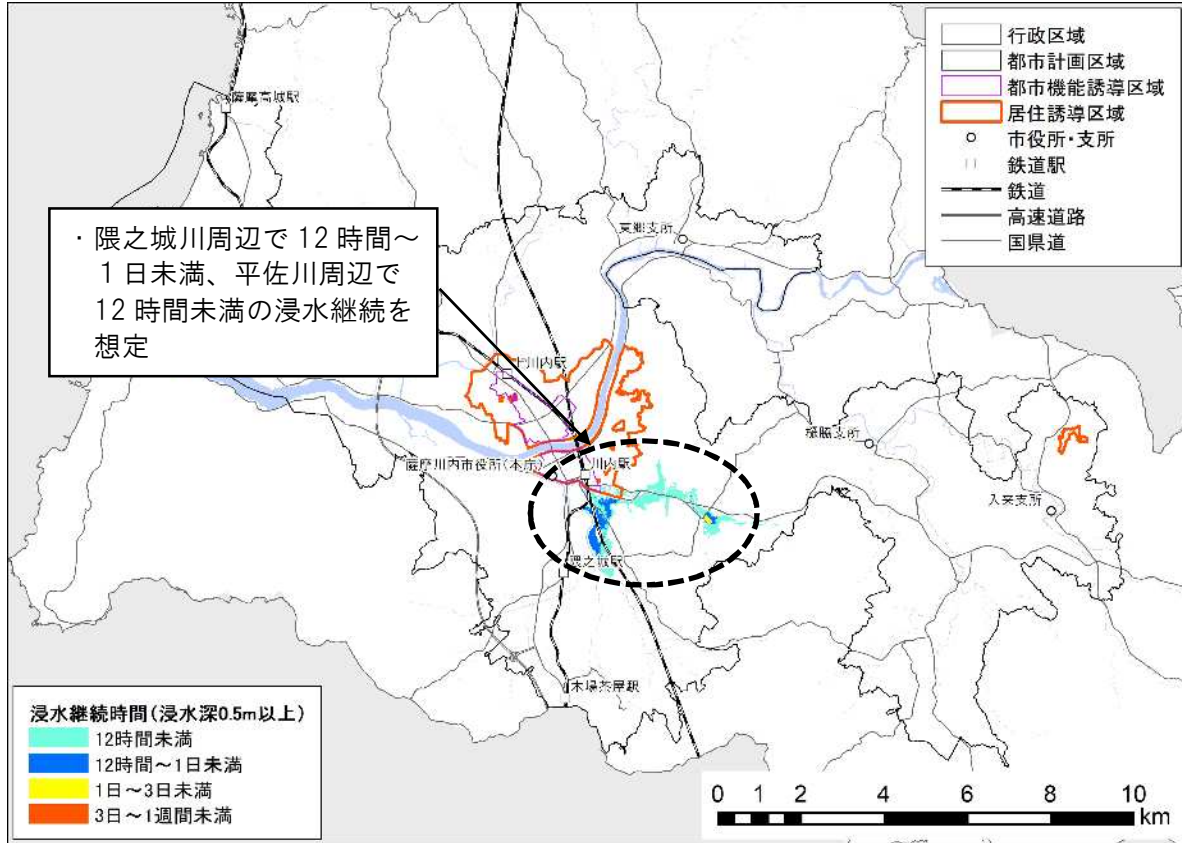 行政区域
都市計画区域
都市機能誘導区域
居住誘導区域
市役所・支所
鉄道駅
鉄道
高速道路
国県道
薩摩高城駅
・隈之城川周辺で12時間～
1日未満、平佐川周辺で
12時間未満の浸水継続を
想定
東郷支所
上川内駅
樋脇支所
薩摩川内市役所(本庁)
川内駅
入来支所
隈之城駅
木場茶屋駅
浸水継続時間(浸水深0.5m以上)
12時間未満
12時間～1日未満
1日～3日未満
3日～1週間未満
0 1 2 4 6 8 10
km